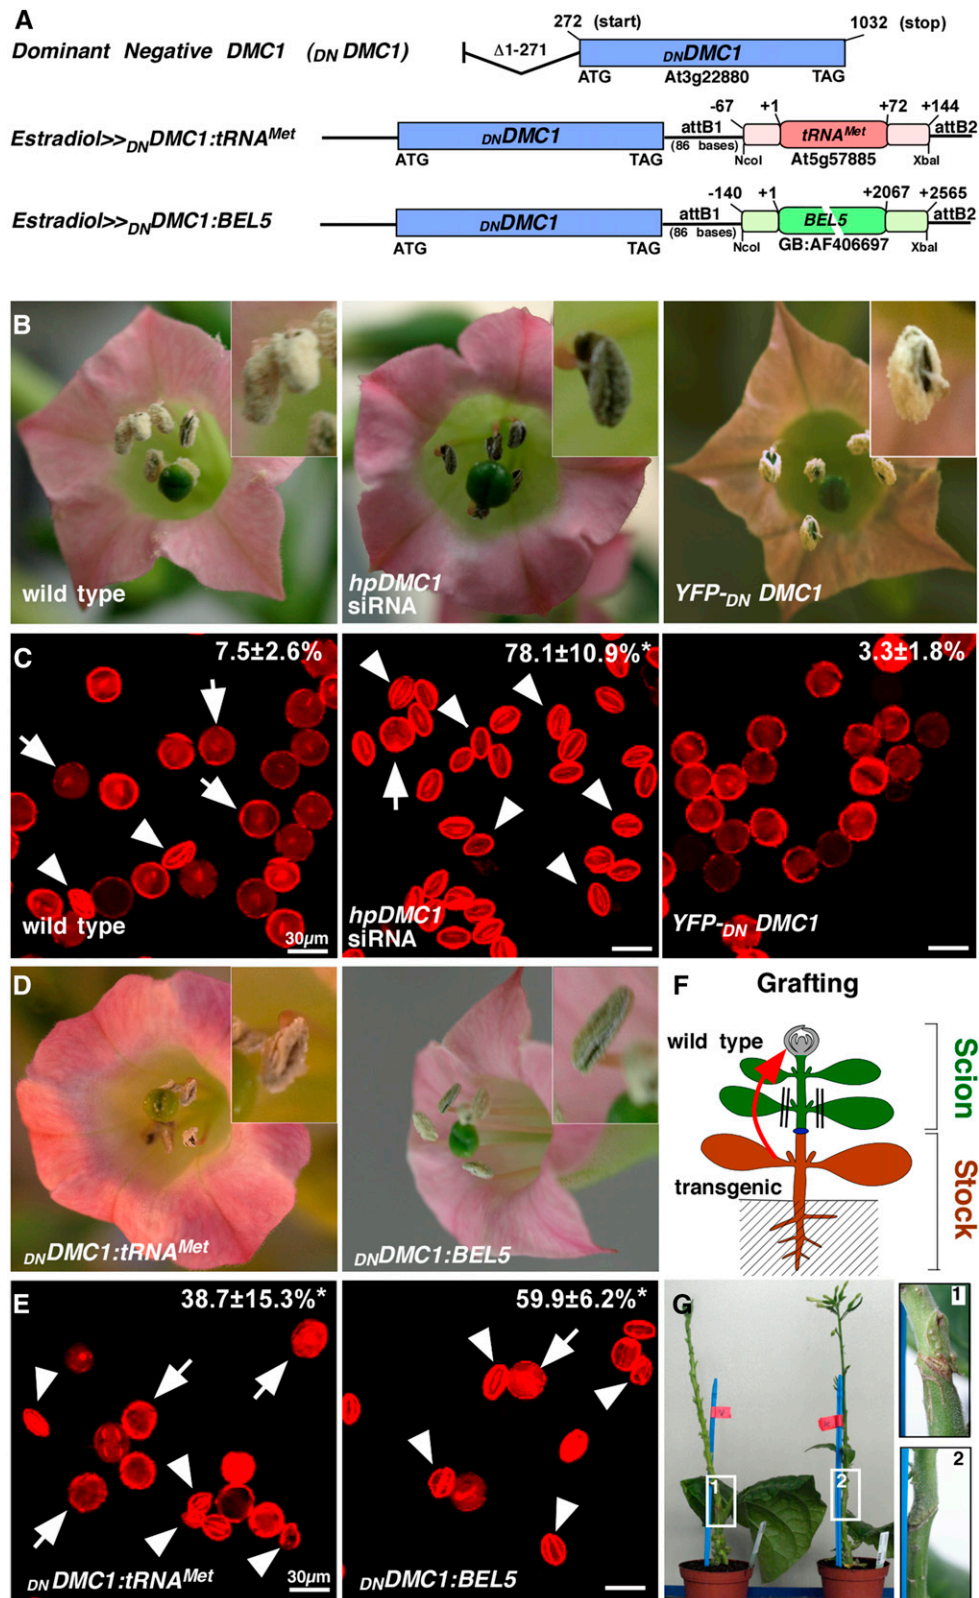 A
272 (start)
1032 (stop)
Dominant Negative DMC1 (DN DMC1)
Δ1-271
DNDMC1
ATG
At3g22880
TAG
Estradiol>>DNDMC1:tRNAMet
DNDMC1
ATG
TAG
attB1
(86 bases)
-67
+1
+72
+144
tRNAMet
attB2
NcoI
At5g57885
XbaI
Estradiol>>DNDMC1:BEL5
DNDMC1
ATG
TAG
attB1
(86 bases)
-140
+1
+2067
+2565
BEL5
attB2
NcoI
GB:AF406697
XbaI
B
wild type
hpDMC1
siRNA
YFP-DN DMC1
C
7.5±2.6%
78.1±10.9%*
3.3±1.8%
wild type
30µm
hpDMC1
siRNA
YFP-DN DMC1
D
DNDMC1:tRNAMet
DNDMC1:BEL5
F
Grafting
wild type
Scion
transgenic
Stock
E
38.7±15.3%*
59.9±6.2%*
DN DMC1:tRNAMet
30µm
DNDMC1:BEL5
G
1
2
1
2